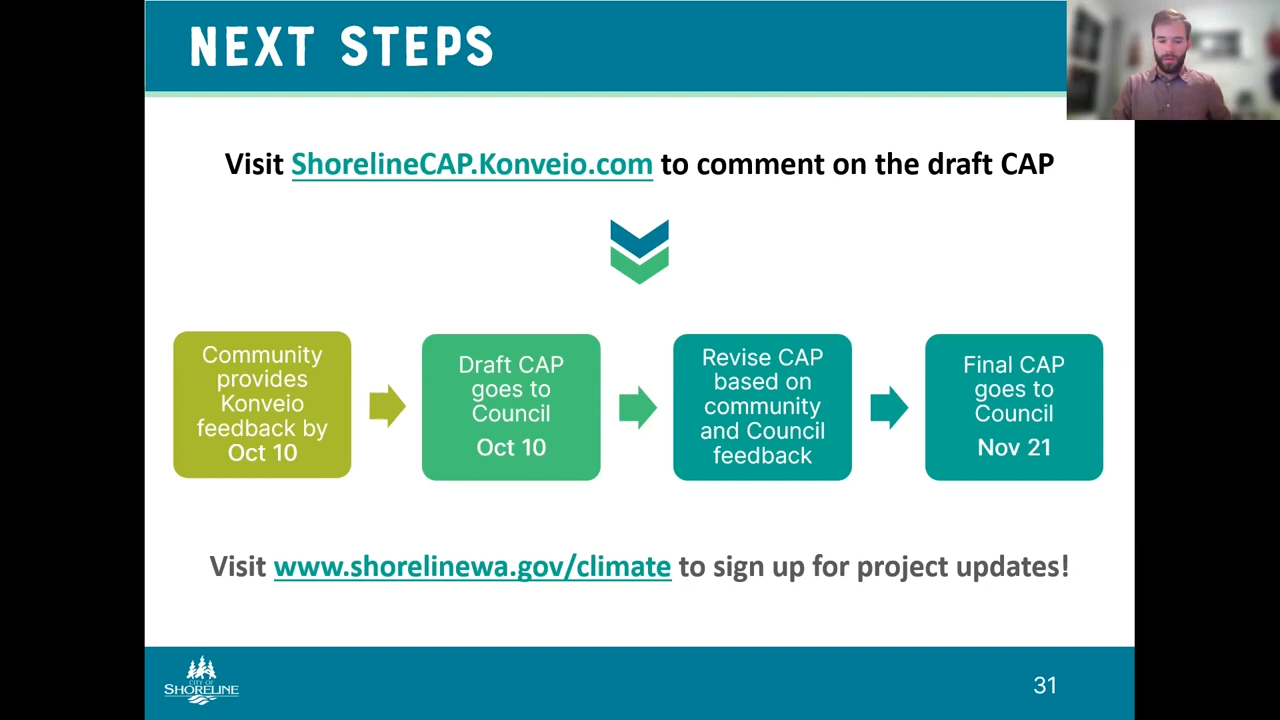 NEXT STEPS
Visit ShorelineCAP.Konveio.com to comment on the draft CAP
Community
provides
Konveio
feedback by
Oct 10
Draft CAP
goes to
Council
Oct 10
Revise CAP
based on
community
and Council
feedback
Final CAP
goes to
Council
Nov 21
Visit www.shorelinewa.gov/climate to sign up for project updates!
CITY OF
SHORELINE
31